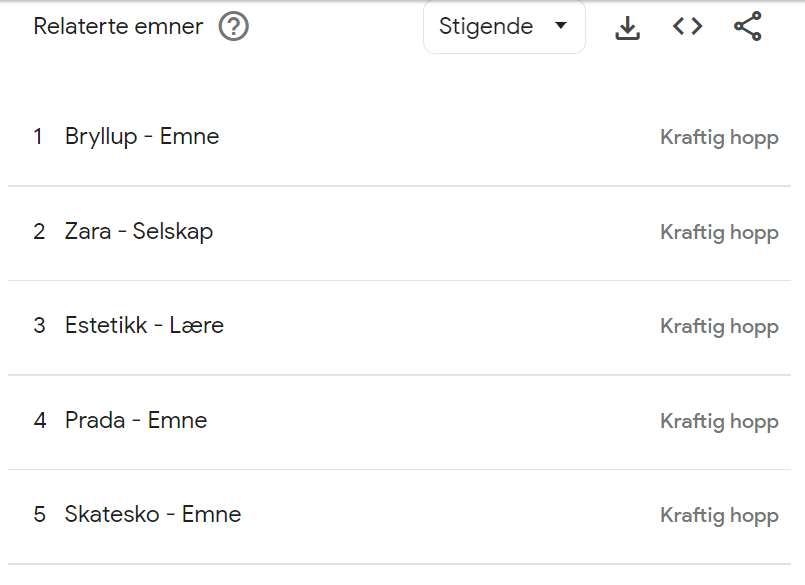 Relaterte emner ? Stigende
1 Bryllup - Emne Kraftig hopp
2 Zara - Selskap Kraftig hopp
3 Estetikk - Lære Kraftig hopp
4 Prada - Emne Kraftig hopp
5 Skatesko - Emne Kraftig hopp